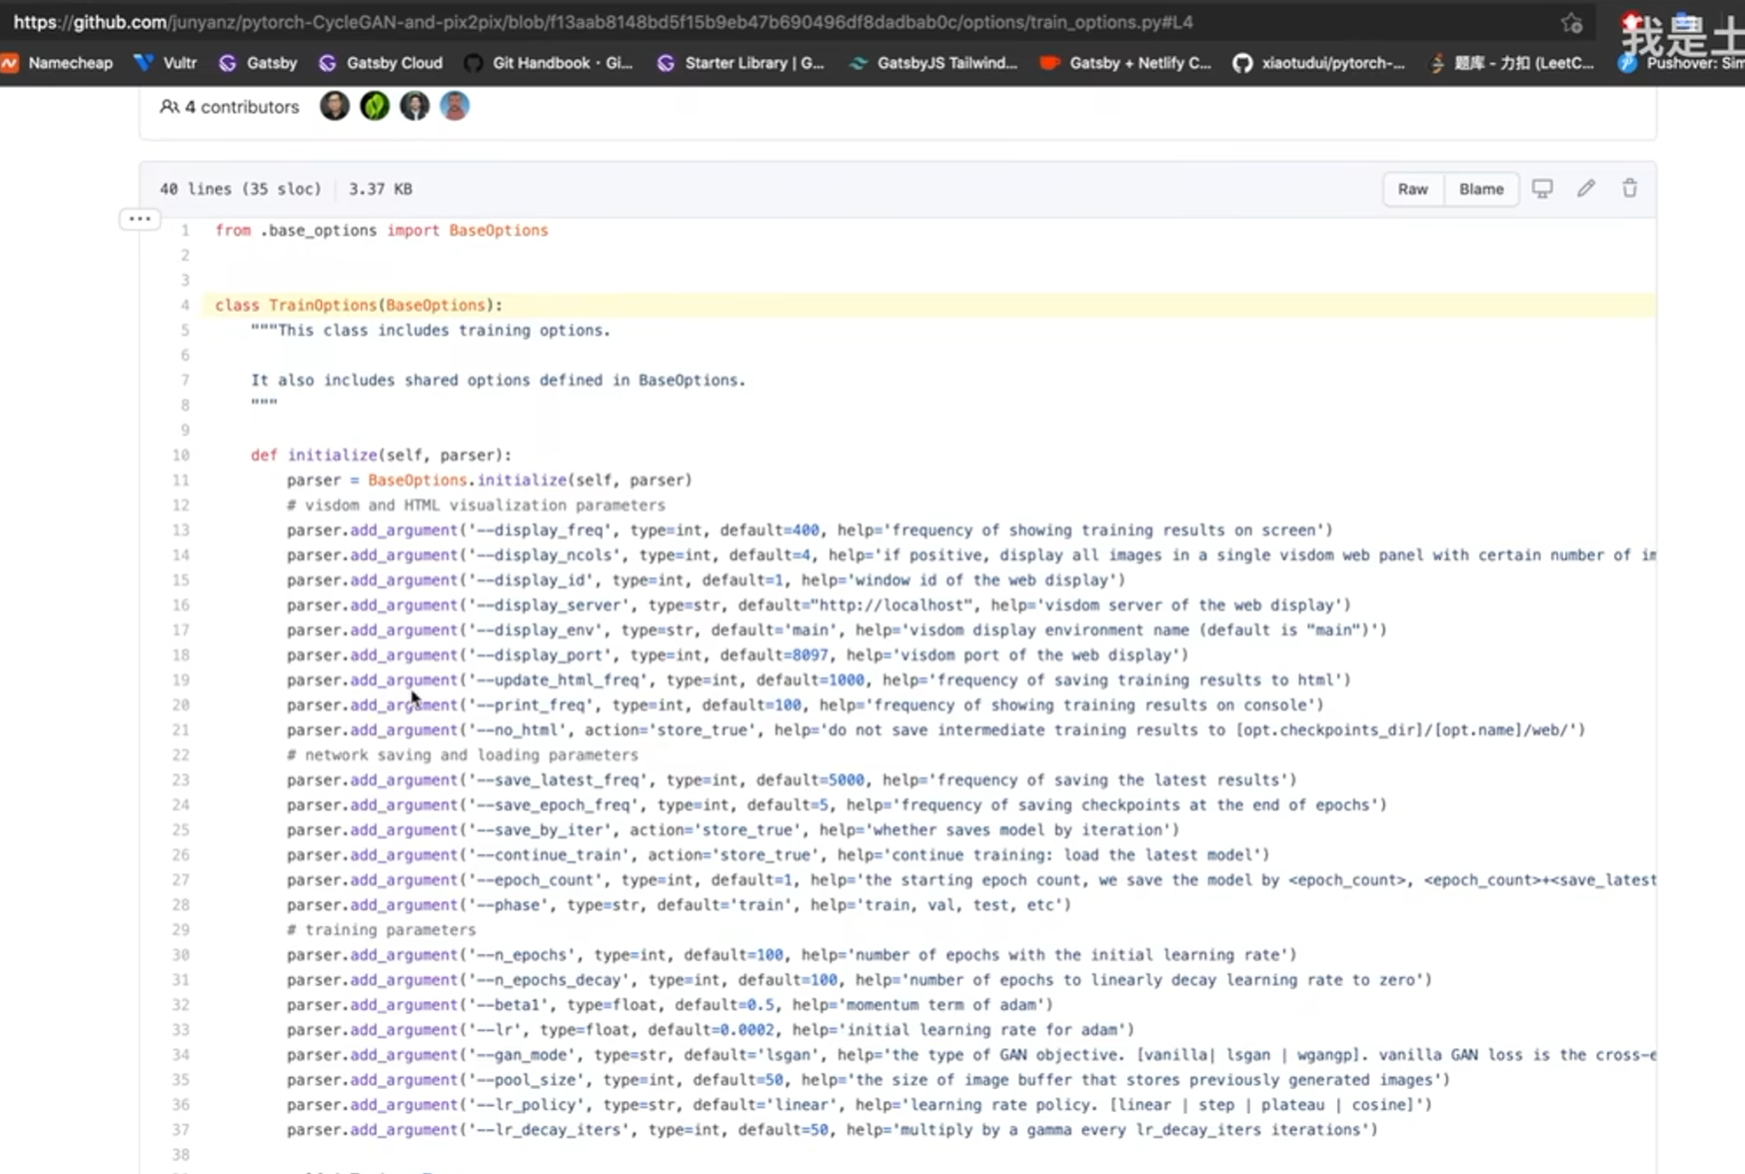 https://github.com/junyanz/pytorch-CycleGAN-and-pix2pix/blob/f13aab8148bd5f15b9eb47b690496df8dadbab0c/options/train_options.py#L4
我是土
Namecheap Vultr Gatsby Gatsby Cloud Git Handbook · Gi... Starter Library | G... GatsbyJS Tailwind... Gatsby + Netlify C... xiaotudui/pytorch-... 题库 - 力扣 (LeetC... Pushover: Sim
4 contributors
40 lines (35 sloc) 3.37 KB Raw Blame
...
1 from .base_options import BaseOptions
2
3
4 class TrainOptions(BaseOptions):
5 """This class includes training options.
6
7 It also includes shared options defined in BaseOptions.
8 """
9
10 def initialize(self, parser):
11 parser = BaseOptions.initialize(self, parser)
12 # visdom and HTML visualization parameters
13 parser.add_argument('--display_freq', type=int, default=400, help='frequency of showing training results on screen')
14 parser.add_argument('--display_ncols', type=int, default=4, help='if positive, display all images in a single visdom web panel with certain number of im
15 parser.add_argument('--display_id', type=int, default=1, help='window id of the web display')
16 parser.add_argument('--display_server', type=str, default="http://localhost", help='visdom server of the web display')
17 parser.add_argument('--display_env', type=str, default='main', help='visdom display environment name (default is "main")')
18 parser.add_argument('--display_port', type=int, default=8097, help='visdom port of the web display')
19 parser.add_argument('--update_html_freq', type=int, default=1000, help='frequency of saving training results to html')
20 parser.add_argument('--print_freq', type=int, default=100, help='frequency of showing training results on console')
21 parser.add_argument('--no_html', action='store_true', help='do not save intermediate training results to [opt.checkpoints_dir]/[opt.name]/web/')
22 # network saving and loading parameters
23 parser.add_argument('--save_latest_freq', type=int, default=5000, help='frequency of saving the latest results')
24 parser.add_argument('--save_epoch_freq', type=int, default=5, help='frequency of saving checkpoints at the end of epochs')
25 parser.add_argument('--save_by_iter', action='store_true', help='whether saves model by iteration')
26 parser.add_argument('--continue_train', action='store_true', help='continue training: load the latest model')
27 parser.add_argument('--epoch_count', type=int, default=1, help='the starting epoch count, we save the model by <epoch_count>, <epoch_count>+<save_latest
28 parser.add_argument('--phase', type=str, default='train', help='train, val, test, etc')
29 # training parameters
30 parser.add_argument('--n_epochs', type=int, default=100, help='number of epochs with the initial learning rate')
31 parser.add_argument('--n_epochs_decay', type=int, default=100, help='number of epochs to linearly decay learning rate to zero')
32 parser.add_argument('--beta1', type=float, default=0.5, help='momentum term of adam')
33 parser.add_argument('--lr', type=float, default=0.0002, help='initial learning rate for adam')
34 parser.add_argument('--gan_mode', type=str, default='lsgan', help='the type of GAN objective. [vanilla| lsgan | wgangp]. vanilla GAN loss is the cross-e
35 parser.add_argument('--pool_size', type=int, default=50, help='the size of image buffer that stores previously generated images')
36 parser.add_argument('--lr_policy', type=str, default='linear', help='learning rate policy. [linear | step | plateau | cosine]')
37 parser.add_argument('--lr_decay_iters', type=int, default=50, help='multiply by a gamma every lr_decay_iters iterations')
38